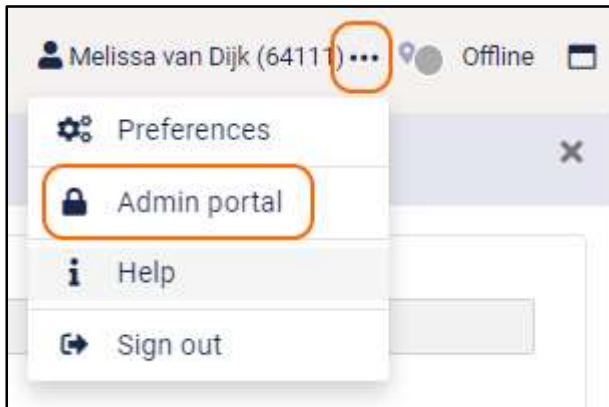 Melissa van Dijk (64111) ••• Offline
Preferences
Admin portal
Help
Sign out